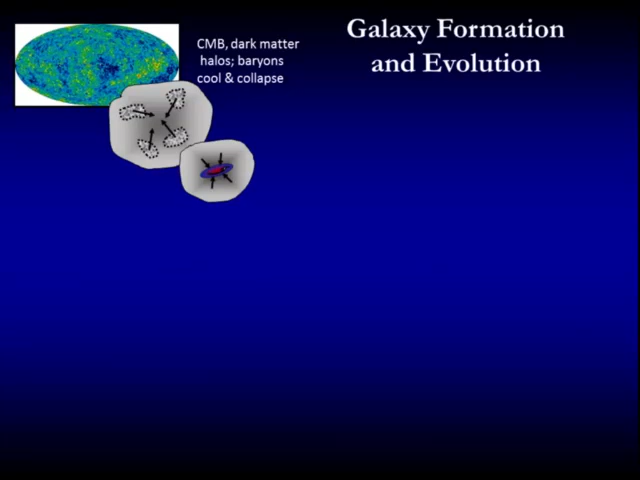 Galaxy Formation
and Evolution
CMB, dark matter
halos; baryons
cool & collapse